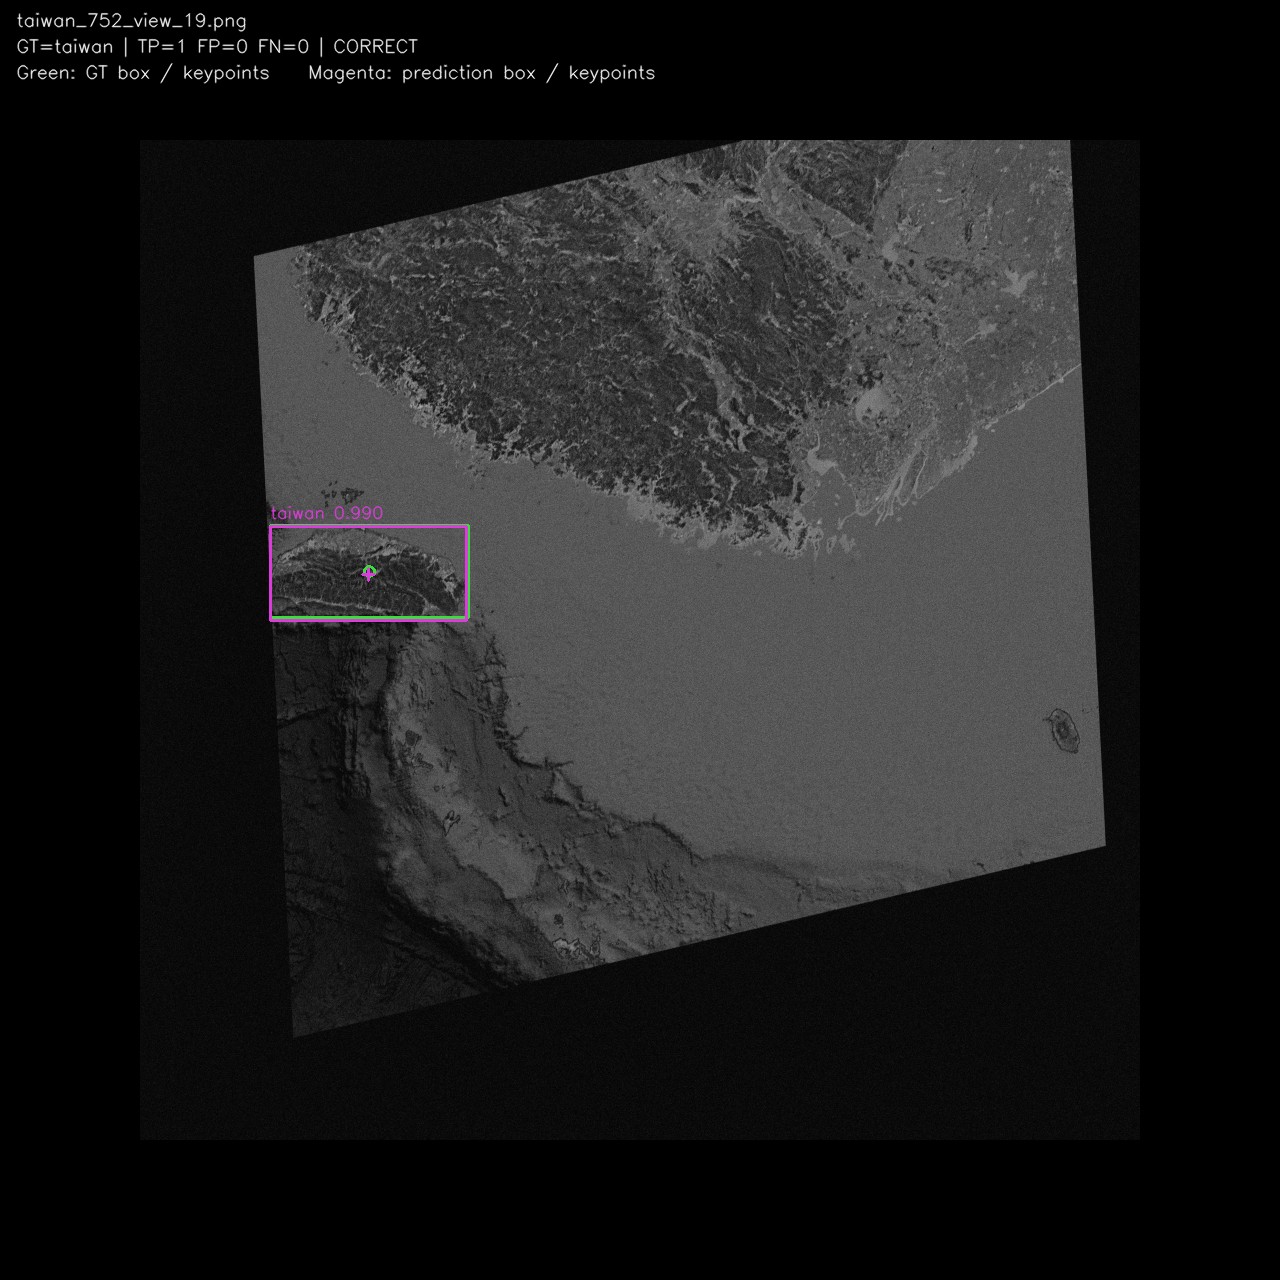 taiwan_752_view_19.png
GT=taiwan | TP=1 FP=0 FN=0 | CORRECT
Green: GT box / keypoints    Magenta: prediction box / keypoints
taiwan 0.990